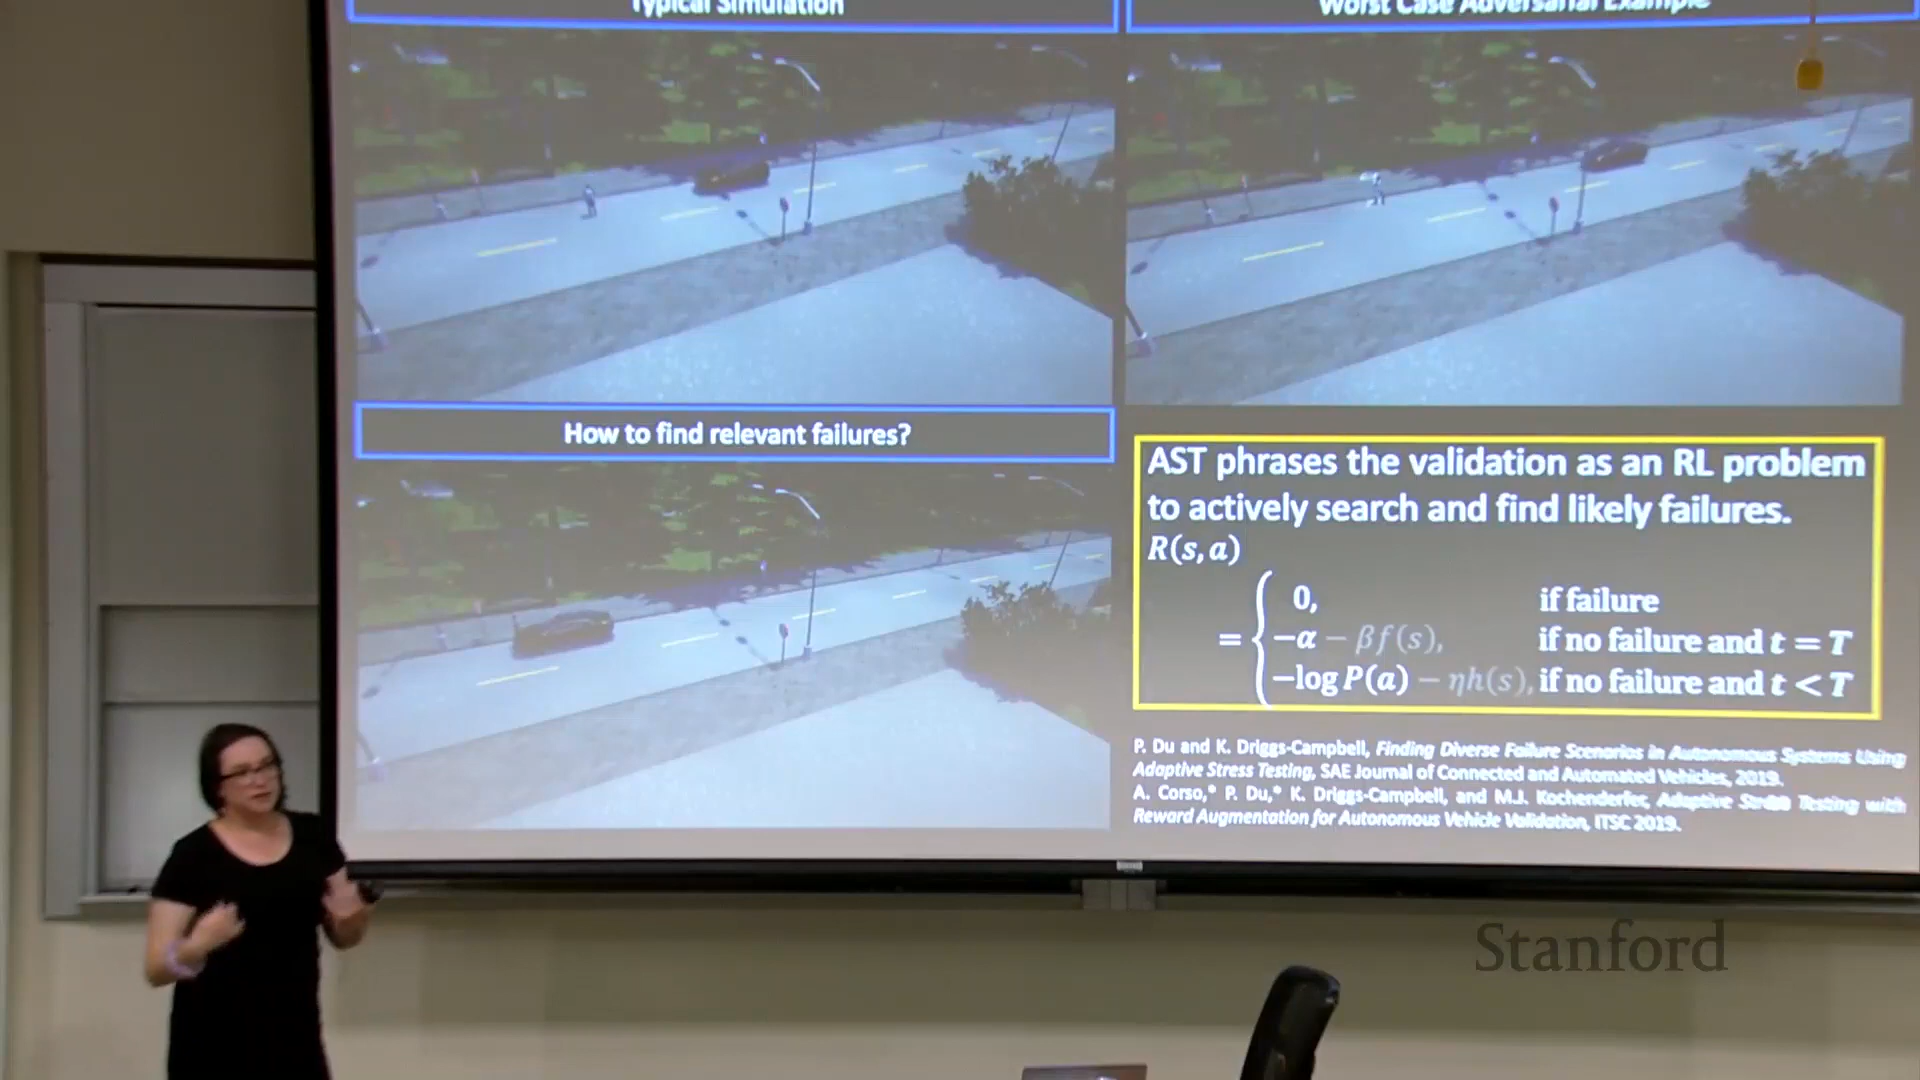 Typical Simulation
Worst Case Adversarial Example
How to find relevant failures?
AST phrases the validation as an RL problem
to actively search and find likely failures.
R(s, a)
0, if failure
= { −α − βf(s), if no failure and t = T
−log P(a) − ηh(s), if no failure and t < T
P. Du and K. Driggs-Campbell, Finding Diverse Failure Scenarios in Autonomous Systems Using
Adaptive Stress Testing, SAE Journal of Connected and Automated Vehicles, 2019.
A. Corso,* P. Du,* K. Driggs-Campbell, and M.J. Kochenderfer, Adaptive Stress Testing with
Reward Augmentation for Autonomous Vehicle Validation, ITSC 2019.
Stanford